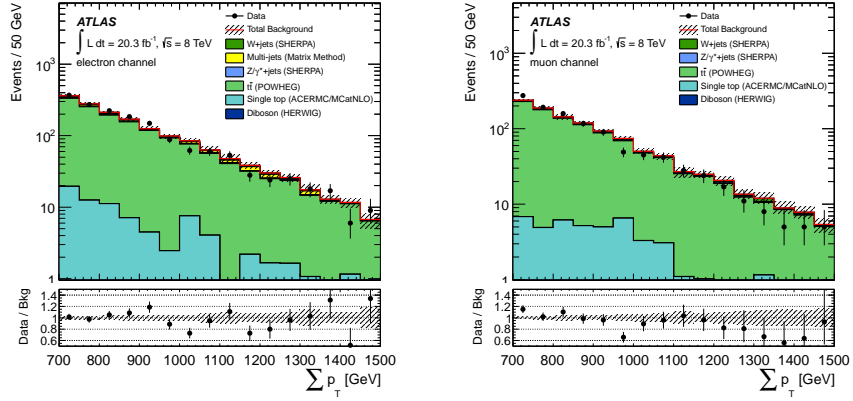 Events / 50 GeV
10³
10²
10
1
ATLAS
∫ L dt = 20.3 fb⁻¹, √s = 8 TeV
electron channel
Data
Total Background
W+jets (SHERPA)
Multi-jets (Matrix Method)
Z/γ*+jets (SHERPA)
tt̄ (POWHEG)
Single top (ACERMC/MCatNLO)
Diboson (HERWIG)
Data / Bkg
1.4
1.2
1
0.8
0.6
700 800 900 1000 1100 1200 1300 1400 1500
∑ p_T [GeV]
Events / 50 GeV
10³
10²
10
1
ATLAS
∫ L dt = 20.3 fb⁻¹, √s = 8 TeV
muon channel
Data
Total Background
W+jets (SHERPA)
Z/γ*+jets (SHERPA)
tt̄ (POWHEG)
Single top (ACERMC/MCatNLO)
Diboson (HERWIG)
Data / Bkg
1.4
1.2
1
0.8
0.6
700 800 900 1000 1100 1200 1300 1400 1500
∑ p_T [GeV]